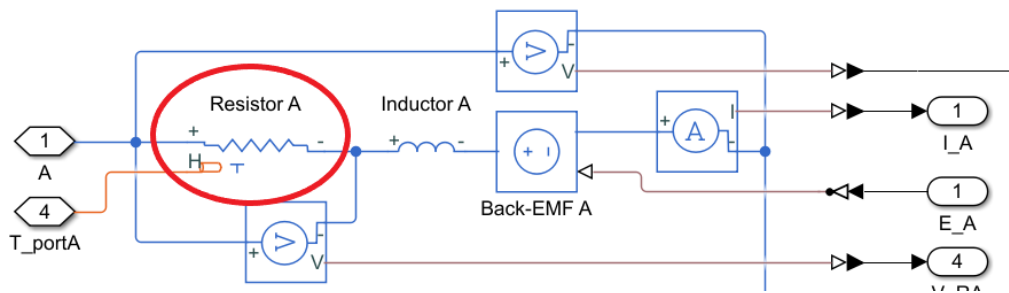 V
+
-
V
Resistor A
Inductor A
+
-
+
-
+
-
+
A
I
-
1
A
H
T
1
I_A
4
T_portA
Back-EMF A
1
E_A
+
V
-
V
4